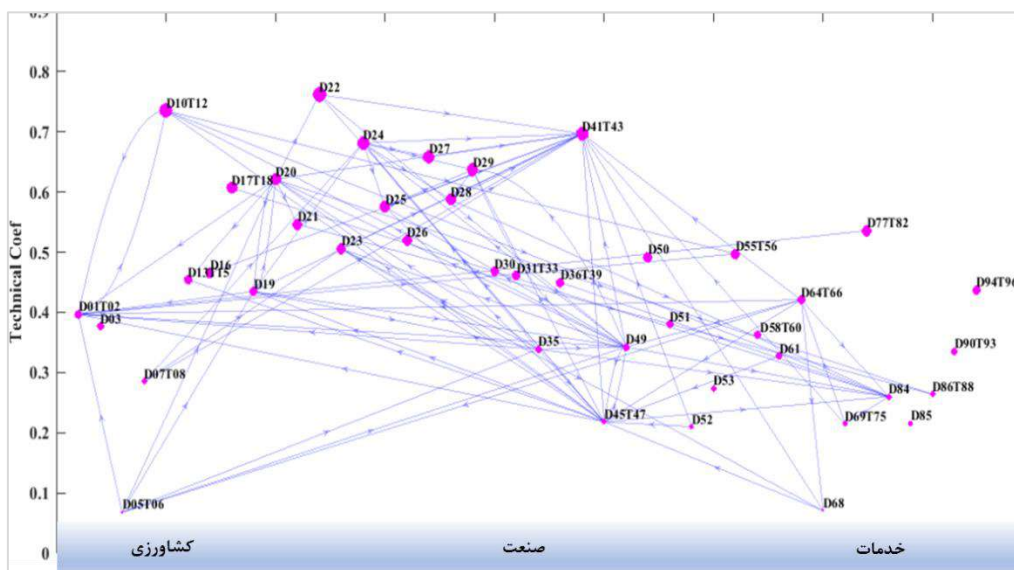 0.9
0.8
0.7
0.6
0.5
0.4
0.3
0.2
0.1
0
Technical Coef
D22
D10T12
D24
D41T43
D27
D29
D20
D17T18
D28
D25
D21
D77T82
D26
D23
D50
D55T56
D16
D13T15
D30
D31T33
D36T39
D19
D94T96
D64T66
D01T02
D03
D51
D58T60
D35
D49
D61
D90T93
D07T08
D53
D84
D86T88
D45T47
D52
D69T75
D85
D05T06
D68
کشاورزی
صنعت
خدمات